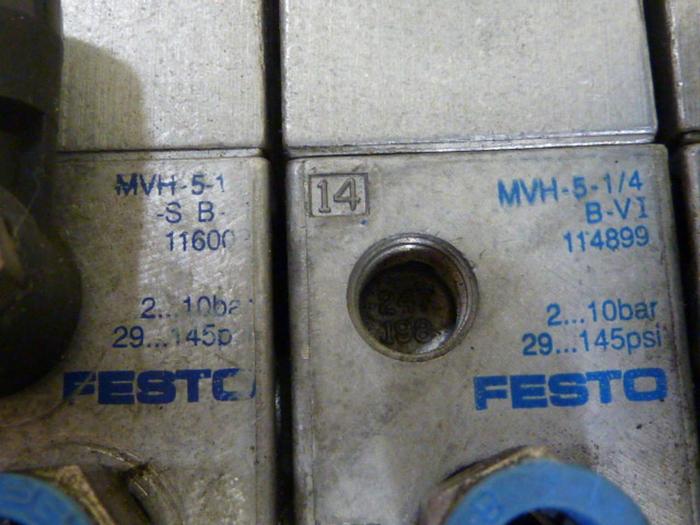 MVH-5-1
-S B-
11600
2...10bar
29...145p
FESTO
14
MVH-5-1/4
B-VI
114899
2...10bar
29...145psi
FESTO